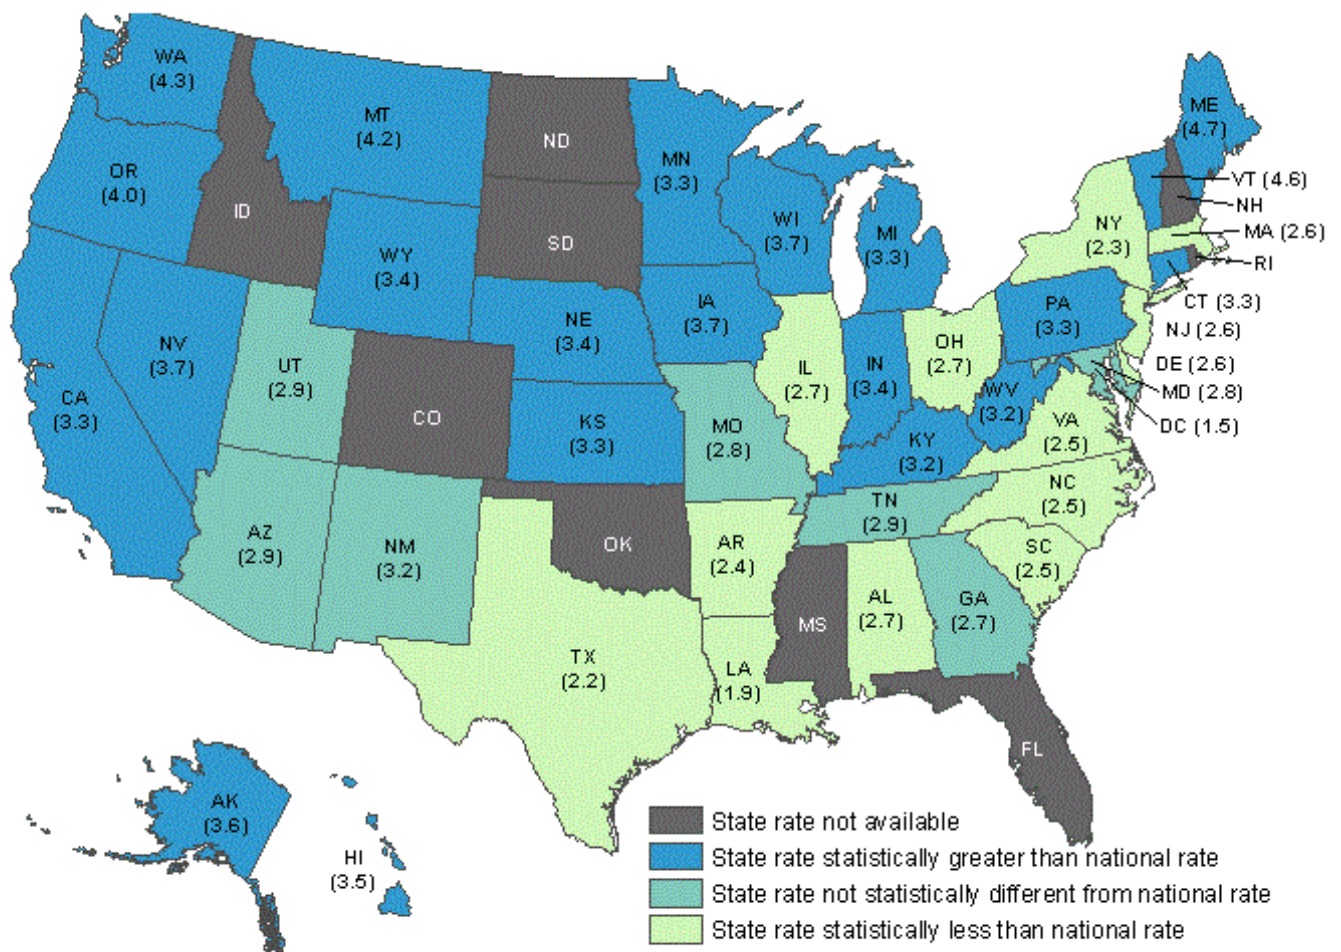 WA
(4.3)
MT
(4.2)
ND
MN
(3.3)
ME
(4.7)
OR
(4.0)
ID
VT (4.6)
NH
WY
(3.4)
SD
WI
(3.7)
MI
(3.3)
NY
(2.3)
MA (2.6)
RI
NV
(3.7)
NE
(3.4)
IA
(3.7)
PA
(3.3)
CT (3.3)
NJ (2.6)
CA
(3.3)
UT
(2.9)
CO
KS
(3.3)
MO
(2.8)
IL
(2.7)
IN
(3.4)
OH
(2.7)
WV
(3.2)
DE (2.6)
MD (2.8)
DC (1.5)
KY
(3.2)
VA
(2.5)
AZ
(2.9)
NM
(3.2)
OK
AR
(2.4)
TN
(2.9)
NC
(2.5)
SC
(2.5)
TX
(2.2)
LA
(1.9)
MS
AL
(2.7)
GA
(2.7)
FL
AK
(3.6)
HI
(3.5)
State rate not available
State rate statistically greater than national rate
State rate not statistically different from national rate
State rate statistically less than national rate